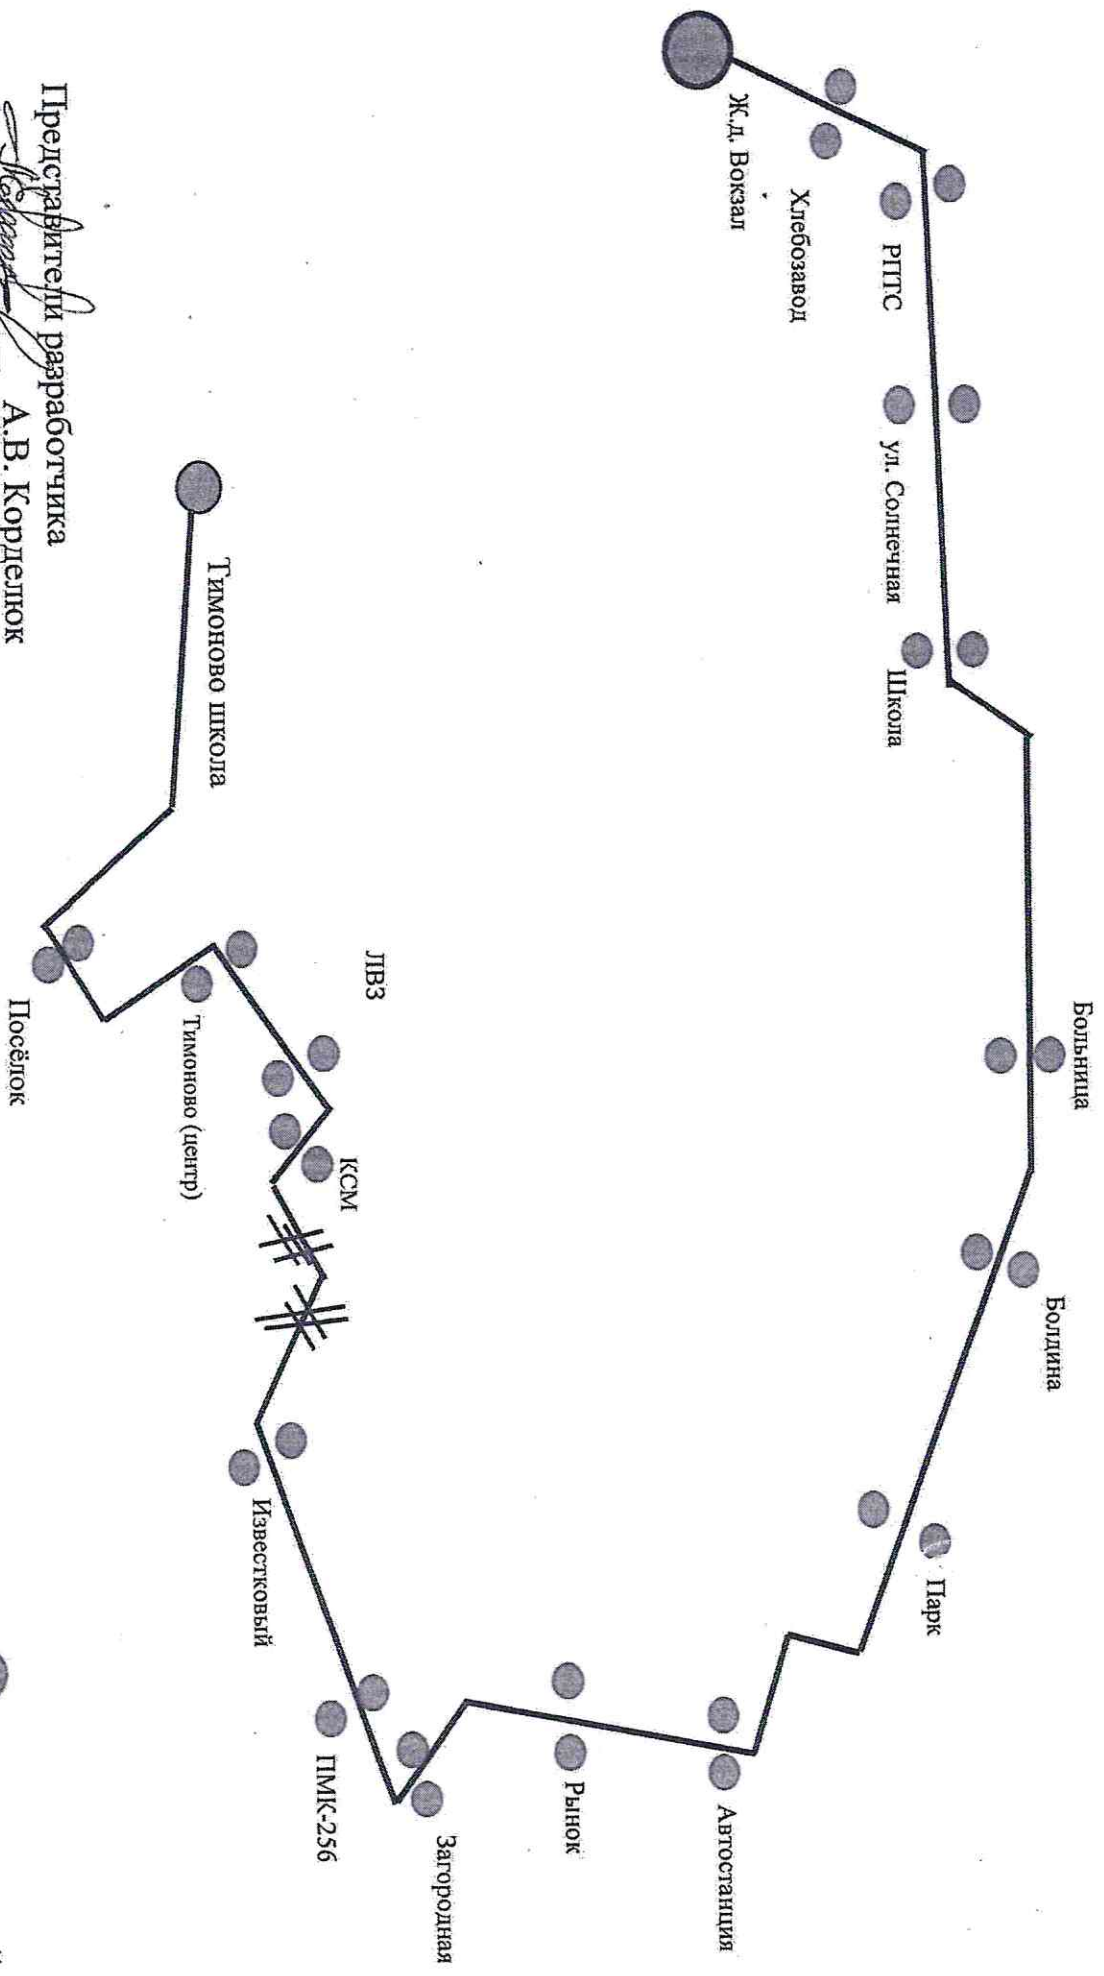 Ж.д. Вокзал
Хлебозавод
РПТС
ул. Солнечная
Школа
Больница
Болдина
Парк
Автостанция
Рынок
Загородная
ПМК-256
Известковый
КСМ
ЛВЗ
Тимоново (центр)
Посёлок
Тимоново школа
Представители разработчика
А.В. Корделюк